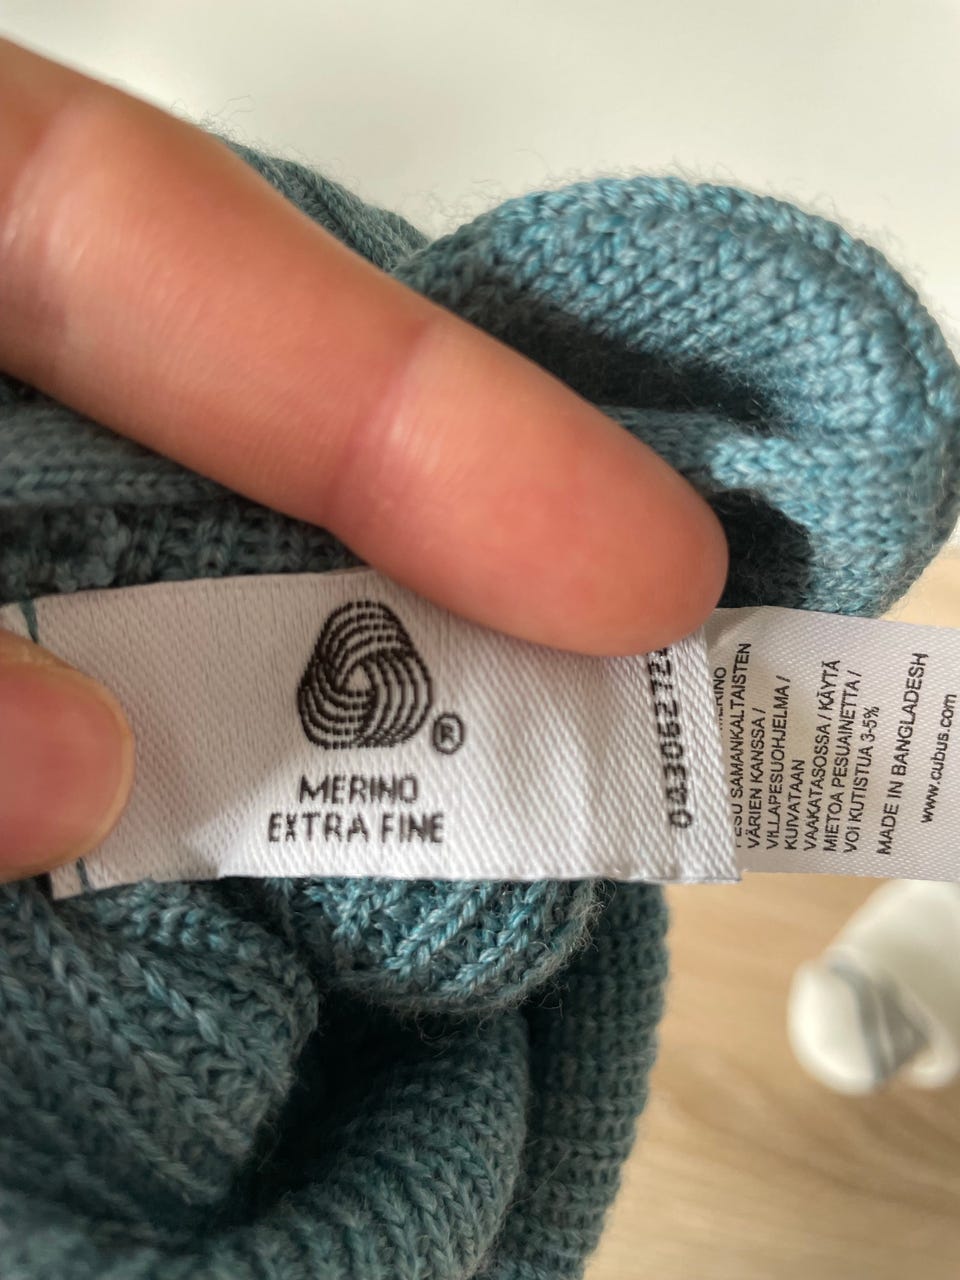 ®
MERINO
EXTRA FINE
MERINO
PESU SAMANKALTAISTEN
VÄRIEN KANSSA /
VILLAPESUOHJELMA /
KUIVATAAN
VAAKATASOSSA / KÄYTÄ
MIETOA PESUAINETTA /
VOI KUTISTUA 3-5%
MADE IN BANGLADESH
www.cubus.com